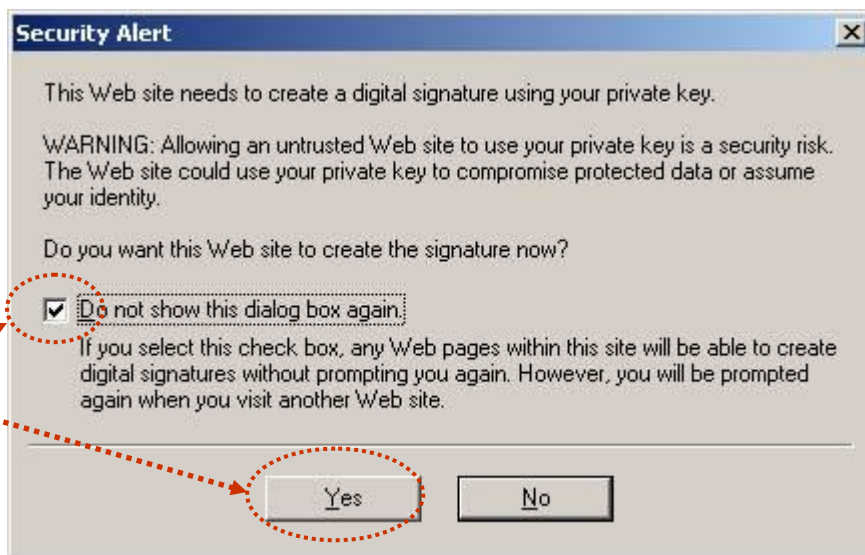 Security Alert
This Web site needs to create a digital signature using your private key.
WARNING: Allowing an untrusted Web site to use your private key is a security risk.
The Web site could use your private key to compromise protected data or assume
your identity.
Do you want this Web site to create the signature now?
Do not show this dialog box again.
If you select this check box, any Web pages within this site will be able to create
digital signatures without prompting you again. However, you will be prompted
again when you visit another Web site.
Yes No